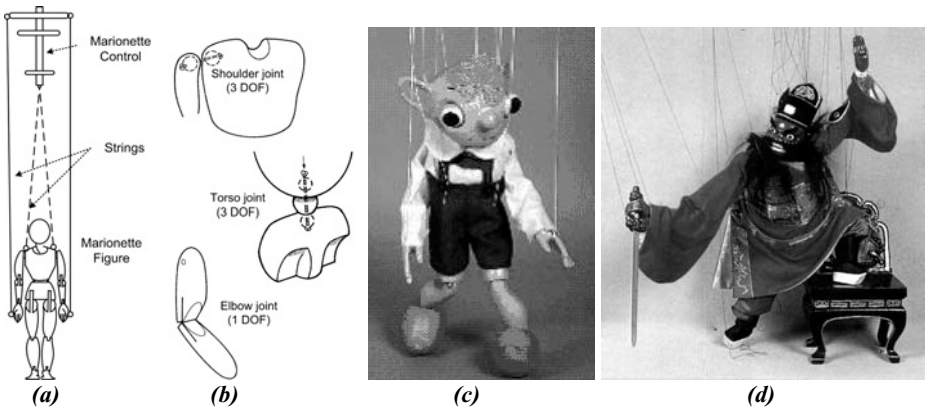 Marionette
Control
Strings
Marionette
Figure
Shoulder joint
(3 DOF)
Torso joint
(3 DOF)
Elbow joint
(1 DOF)
(a)
(b)
(c)
(d)